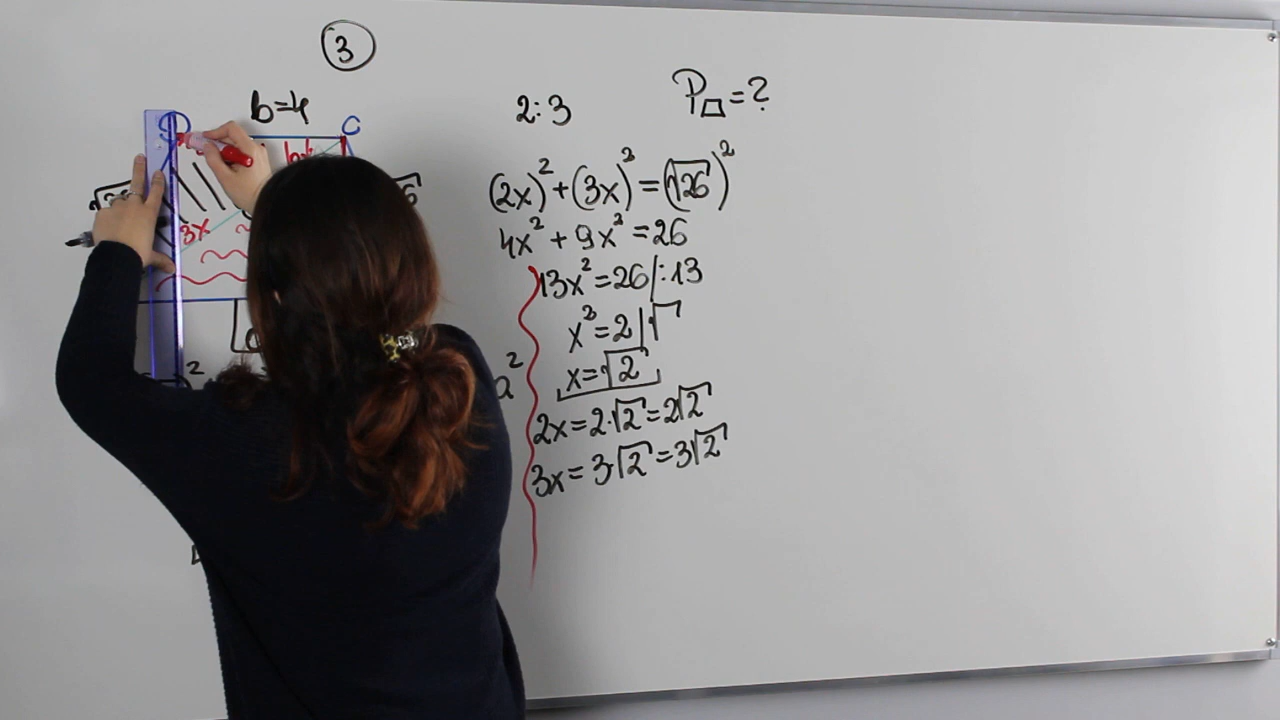 3
b=4
D
C
3x
2:3
P▱=?
(2x)²+(3x)²=(√26)²
4x²+9x²=26
13x²=26/:13
x²=2/√
x=√2
2x=2·√2=2√2
3x=3·√2=3√2